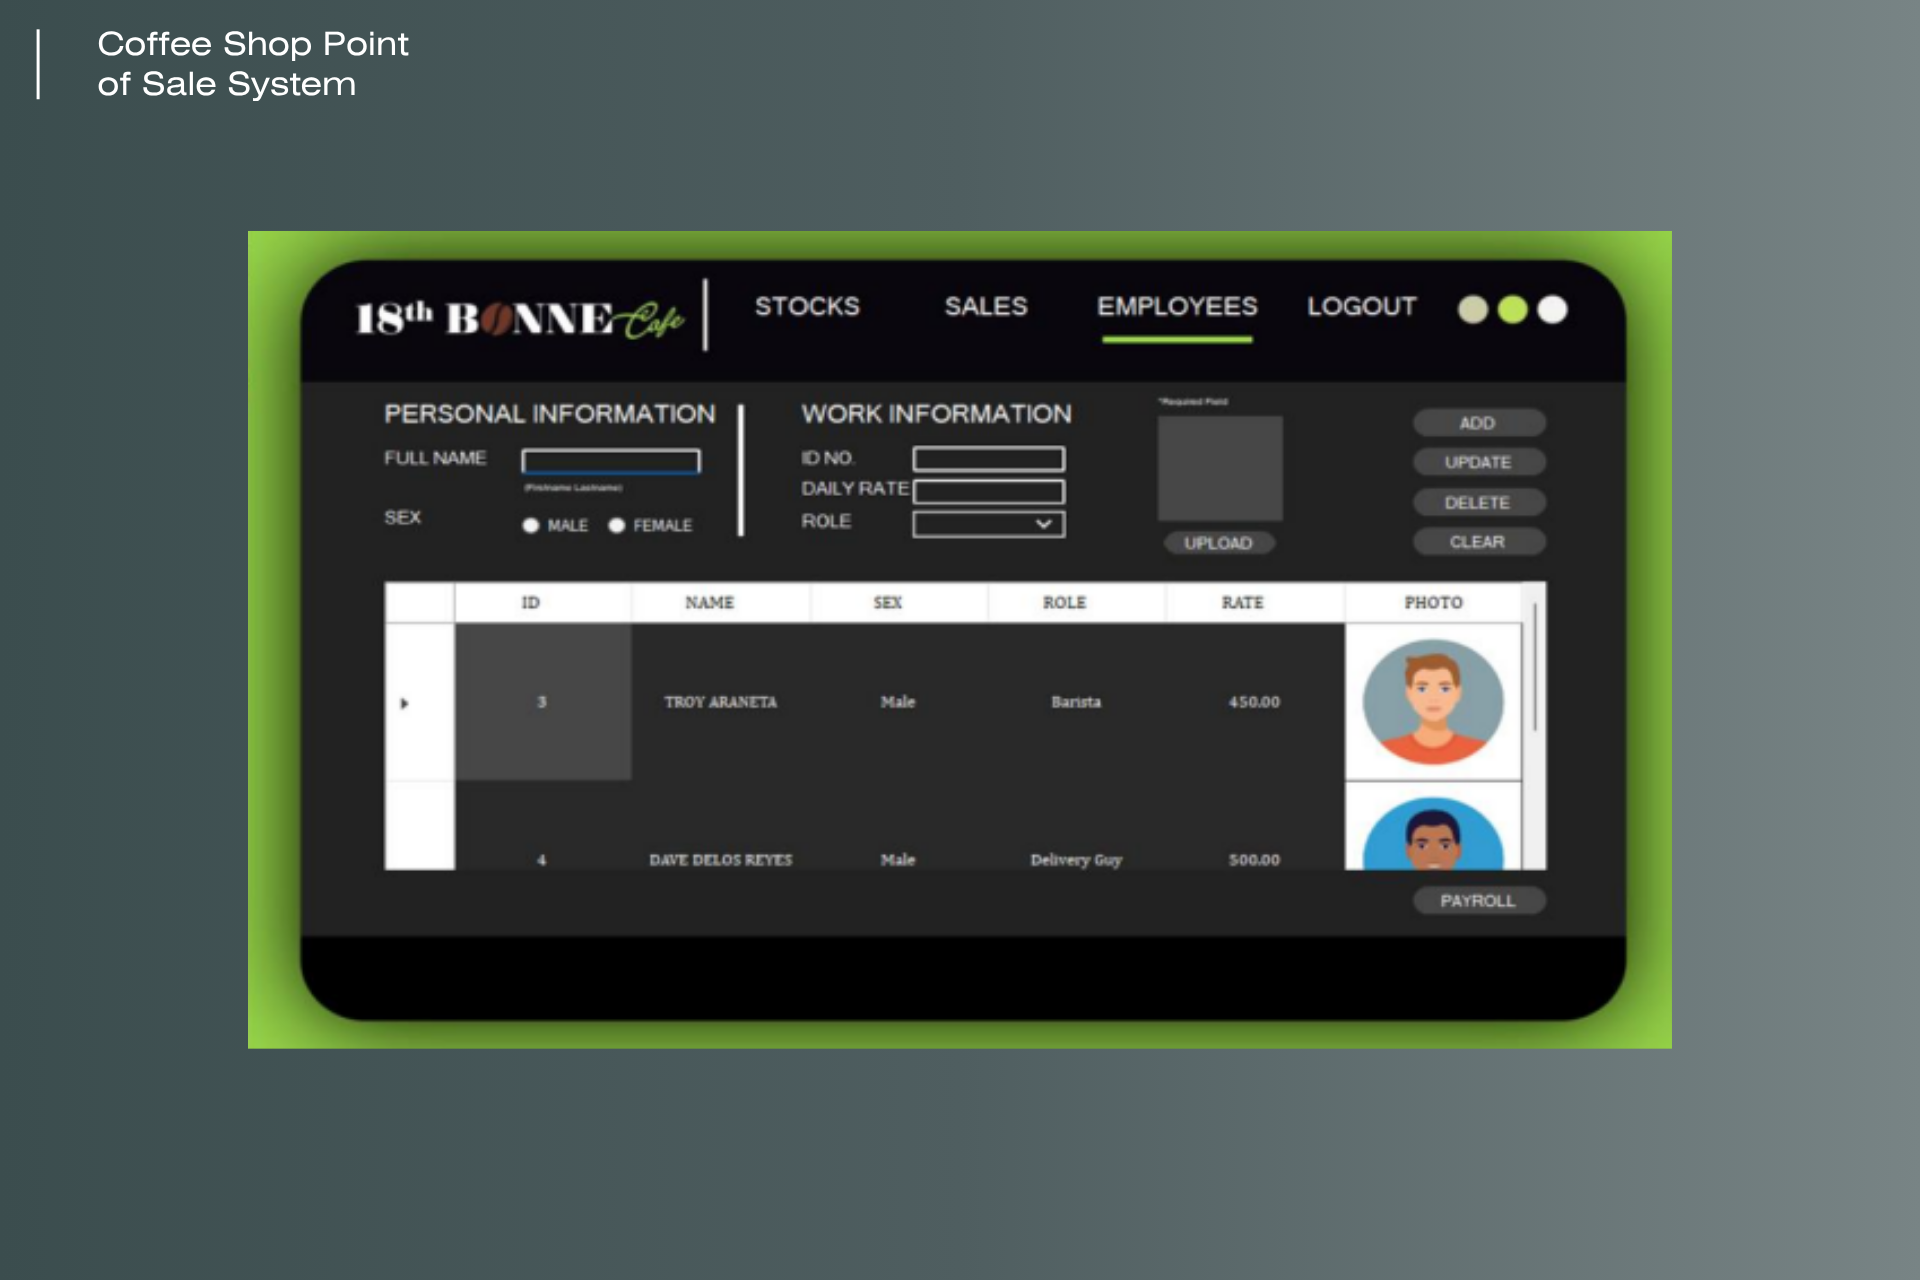 Coffee Shop Point
of Sale System
18th BONNE Cafe
STOCKS SALES EMPLOYEES LOGOUT
PERSONAL INFORMATION
FULL NAME
(Firstname Lastname)
SEX MALE FEMALE
WORK INFORMATION
ID NO.
DAILY RATE
ROLE
*Required Field
UPLOAD
ADD
UPDATE
DELETE
CLEAR
ID NAME SEX ROLE RATE PHOTO
3 TROY ARANETA Male Barista 450.00
4 DAVE DELOS REYES Male Delivery Guy 500.00
PAYROLL